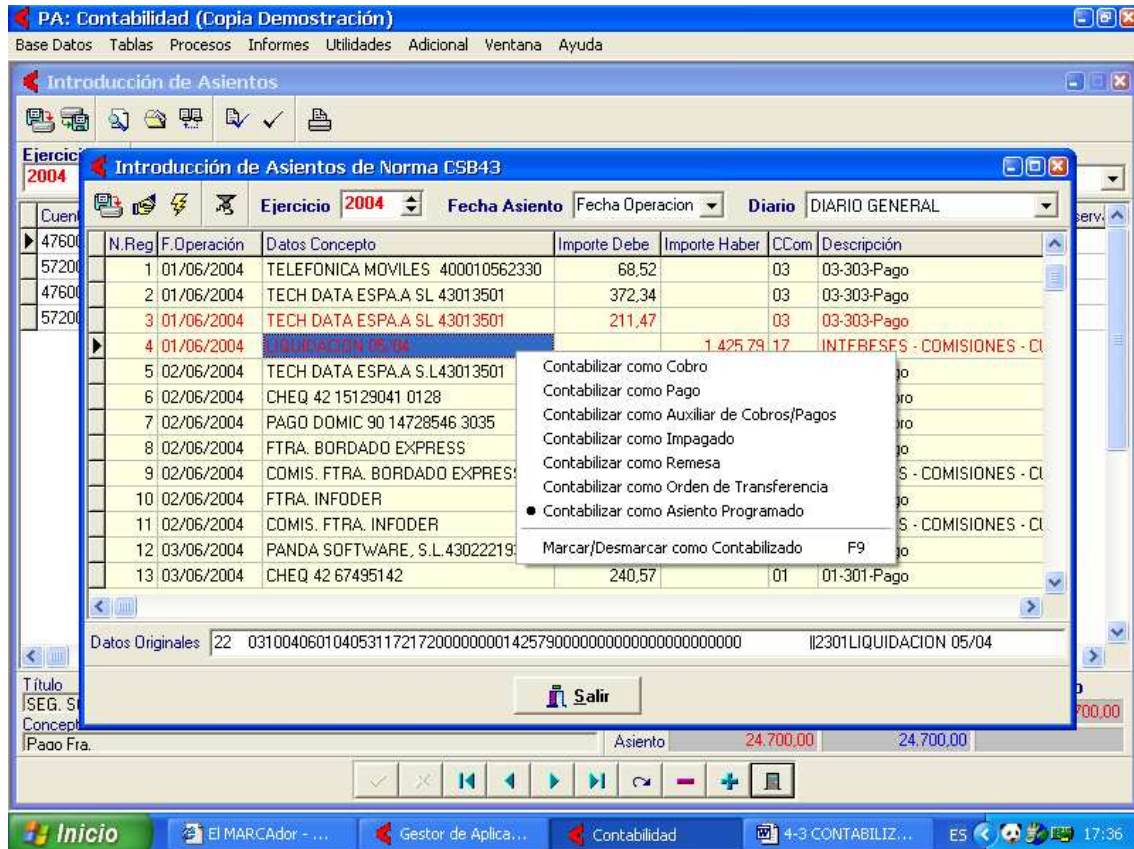 PA: Contabilidad (Copia Demostración)
Base Datos Tablas Procesos Informes Utilidades Adicional Ventana Ayuda
Introducción de Asientos
Introducción de Asientos de Norma CSB43
2004
Ejercicio 2004 Fecha Asiento Fecha Operacion Diario DIARIO GENERAL
N.Reg F.Operación Datos Concepto Importe Debe Importe Haber CCom Descripción
1 01/06/2004 TELEFONICA MOVILES 400010562330 68,52 03 03-303-Pago
2 01/06/2004 TECH DATA ESPA.A SL 43013501 372,34 03 03-303-Pago
3 01/06/2004 TECH DATA ESPA.A SL 43013501 211,47 03 03-303-Pago
4 01/06/2004 LIQUIDACION 05/04 1.425,79 17 INTERESES - COMISIONES - CU
5 02/06/2004 TECH DATA ESPA.A S.L43013501
6 02/06/2004 CHEQ 42 15129041 0128
7 02/06/2004 PAGO DOMIC 90 14728546 3035
8 02/06/2004 FTRA. BORDADO EXPRESS
9 02/06/2004 COMIS. FTRA. BORDADO EXPRES S - COMISIONES - CU
10 02/06/2004 FTRA. INFODER
11 02/06/2004 COMIS. FTRA. INFODER S - COMISIONES - CU
12 03/06/2004 PANDA SOFTWARE, S.L.43022219
13 03/06/2004 CHEQ 42 67495142 240,57 01 01-301-Pago
Contabilizar como Cobro
Contabilizar como Pago
Contabilizar como Auxiliar de Cobros/Pagos
Contabilizar como Impagado
Contabilizar como Remesa
Contabilizar como Orden de Transferencia
Contabilizar como Asiento Programado
Marcar/Desmarcar como Contabilizado F9
Datos Originales 22 ||2301LIQUIDACION 05/04
Salir
Título
SEG. S
Concept
Pago Fra.
700,00
Asiento 24.700,00 24.700,00
Inicio El MARCAdor - ... Gestor de Aplica... Contabilidad 4-3 CONTABILIZ... ES 17:36